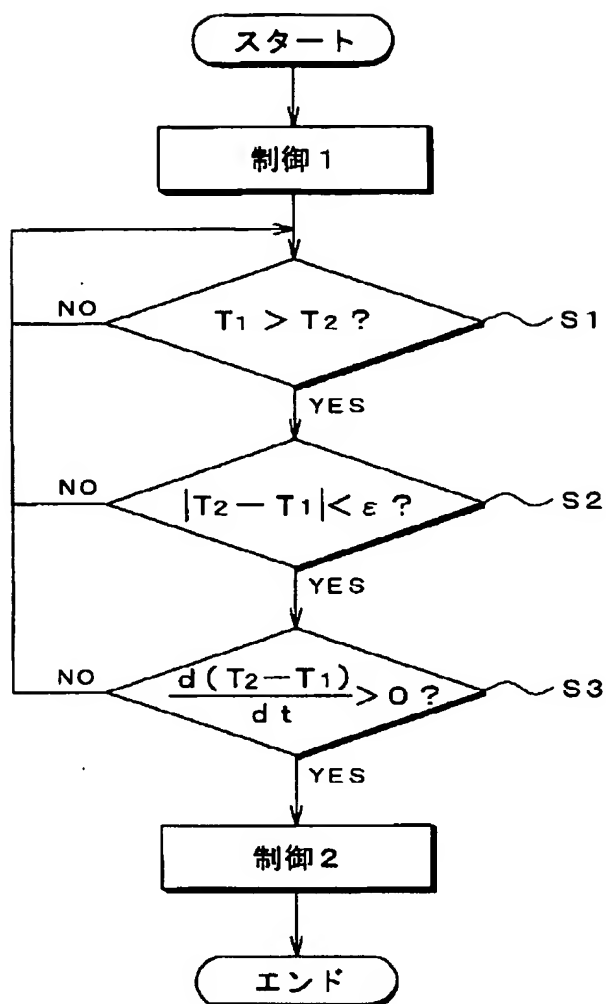 スタート
制御1
T₁ > T₂ ?
S1
NO
YES
|T₂ − T₁| < ε ?
S2
NO
YES
d(T₂−T₁)
dt
> 0 ?
S3
NO
YES
制御2
エンド